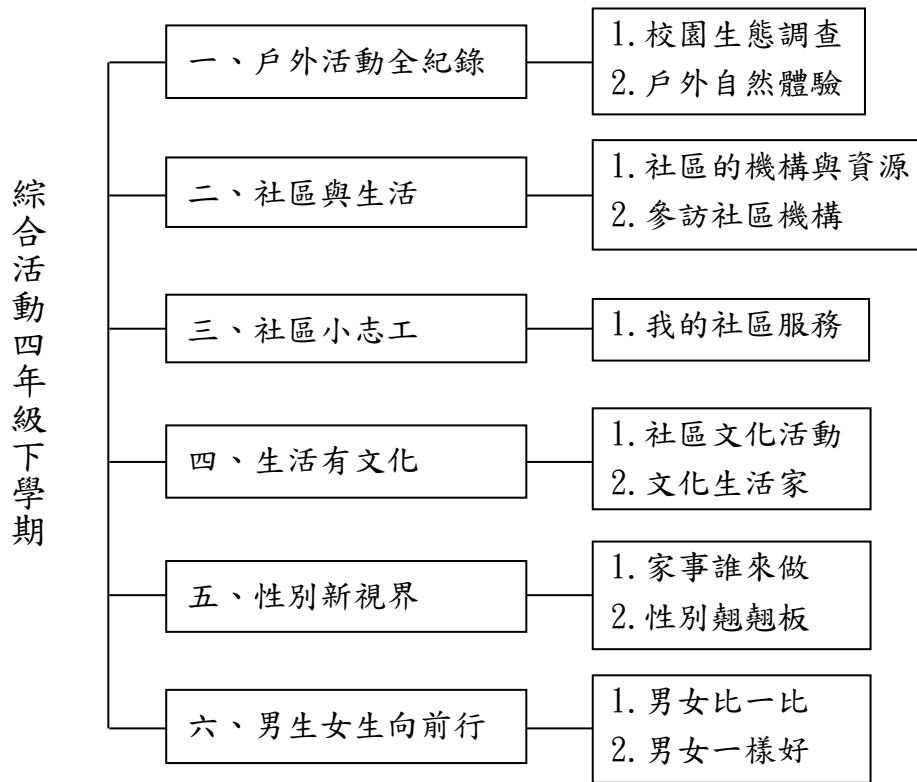 綜合活動四年級下學期
一、戶外活動全紀錄
1.校園生態調查
2.戶外自然體驗
二、社區與生活
1.社區的機構與資源
2.參訪社區機構
三、社區小志工
1.我的社區服務
四、生活有文化
1.社區文化活動
2.文化生活家
五、性別新視界
1.家事誰來做
2.性別翹翹板
六、男生女生向前行
1.男女比一比
2.男女一樣好